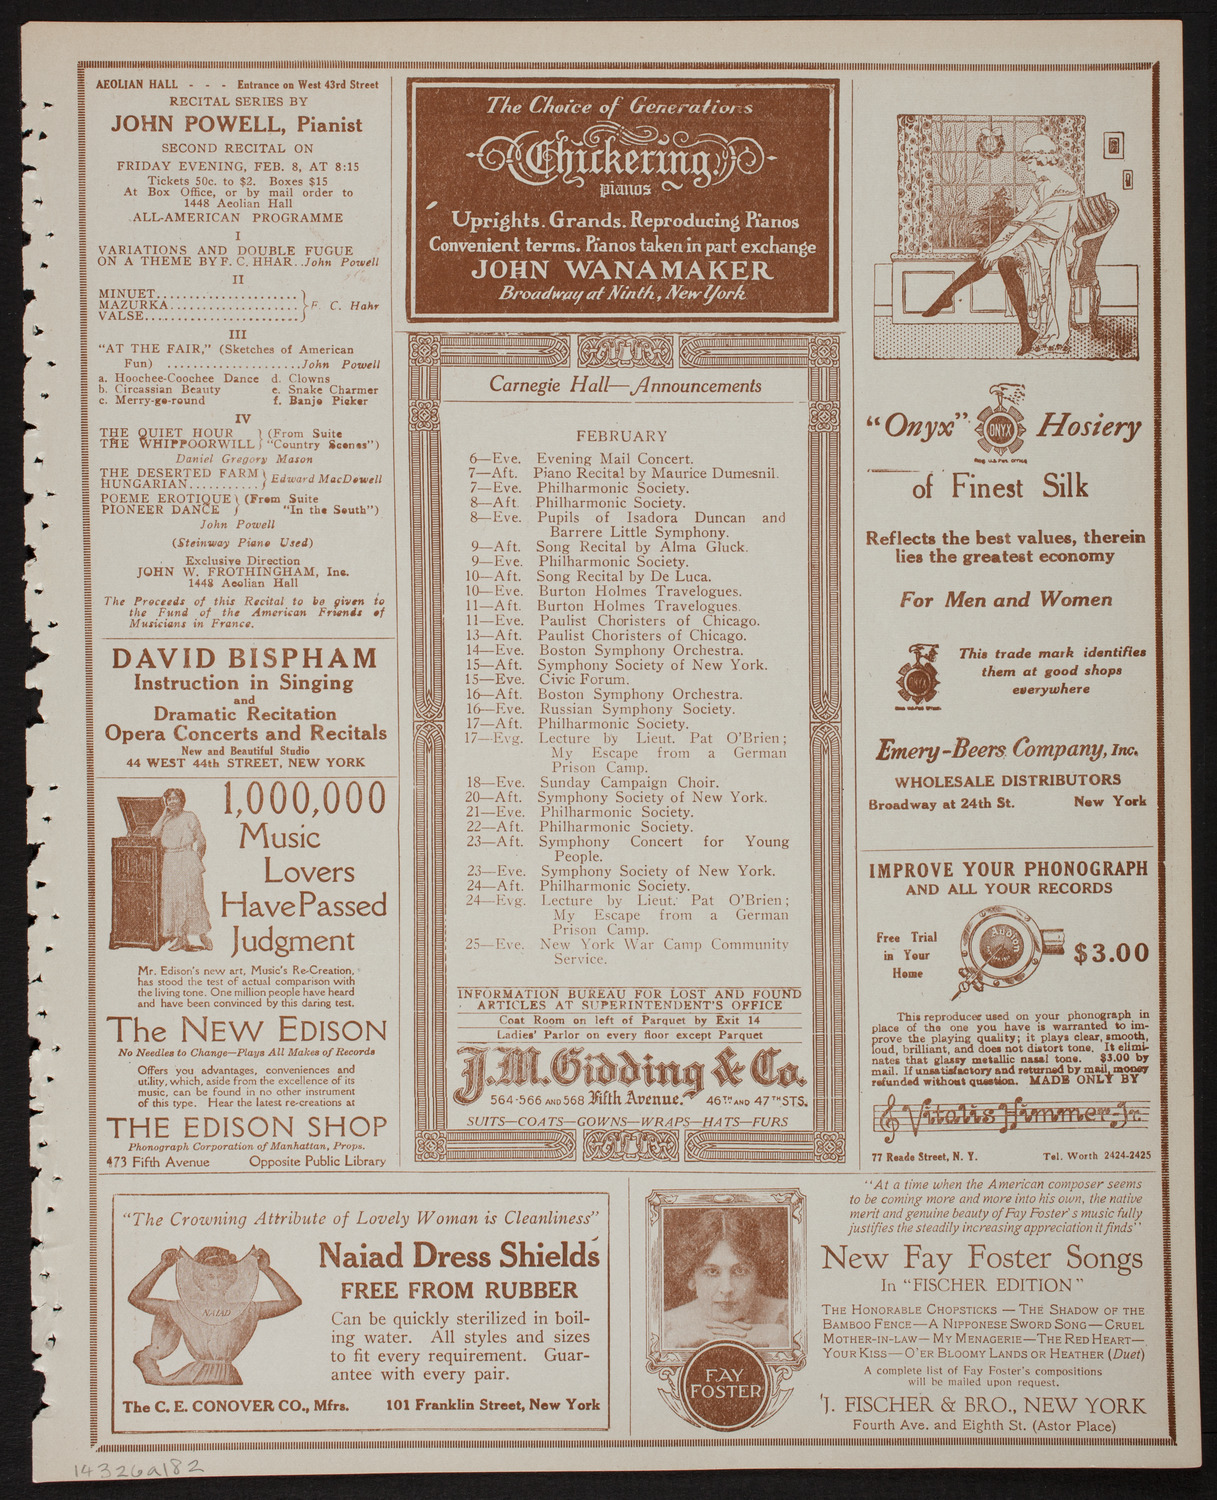 AEOLIAN HALL - - - Entrance on West 43rd Street
RECITAL SERIES BY
JOHN POWELL, Pianist
SECOND RECITAL ON
FRIDAY EVENING, FEB. 8, AT 8:15
Tickets 50c. to $2. Boxes $15
At Box Office, or by mail order to
1448 Aeolian Hall
ALL-AMERICAN PROGRAMME
I
VARIATIONS AND DOUBLE FUGUE
ON A THEME BY F. C. HHAR..John Powell
II
MINUET......................
MAZURKA.................... F. C. Hahr
VALSE........................
III
"AT THE FAIR," (Sketches of American
Fun) .....................John Powell
a. Hoochee-Coochee Dance d. Clowns
b. Circassian Beauty e. Snake Charmer
c. Merry-go-round f. Banjo Picker
IV
THE QUIET HOUR } (From Suite
THE WHIPPOORWILL } "Country Scenes")
Daniel Gregory Mason
THE DESERTED FARM } Edward MacDowell
HUNGARIAN........... }
POEME EROTIQUE } (From Suite
PIONEER DANCE } "In the South")
John Powell
(Steinway Piano Used)
Exclusive Direction
JOHN W. FROTHINGHAM, Inc.
1448 Aeolian Hall
The Proceeds of this Recital to be given to
the Fund of the American Friends of
Musicians in France.
DAVID BISPHAM
Instruction in Singing
and
Dramatic Recitation
Opera Concerts and Recitals
New and Beautiful Studio
44 WEST 44th STREET, NEW YORK
1,000,000
Music
Lovers
Have Passed
Judgment
Mr. Edison's new art, Music's Re-Creation,
has stood the test of actual comparison with
the living tone. One million people have heard
and have been convinced by this daring test.
The NEW EDISON
No Needles to Change—Plays All Makes of Records
Offers you advantages, conveniences and
utility, which, aside from the excellence of its
music, can be found in no other instrument
of this type. Hear the latest re-creations at
THE EDISON SHOP
Phonograph Corporation of Manhattan, Props.
473 Fifth Avenue Opposite Public Library
The Choice of Generations
Chickering
pianos
Uprights. Grands. Reproducing Pianos
Convenient terms. Pianos taken in part exchange
JOHN WANAMAKER
Broadway at Ninth, New York
Carnegie Hall—Announcements
FEBRUARY
6—Eve. Evening Mail Concert.
7—Aft. Piano Recital by Maurice Dumesnil.
7—Eve. Philharmonic Society.
8—Aft. Philharmonic Society.
8—Eve. Pupils of Isadora Duncan and
Barrere Little Symphony.
9—Aft. Song Recital by Alma Gluck.
9—Eve. Philharmonic Society.
10—Aft. Song Recital by De Luca.
10—Eve. Burton Holmes Travelogues.
11—Aft. Burton Holmes Travelogues.
11—Eve. Paulist Choristers of Chicago.
13—Aft. Paulist Choristers of Chicago.
14—Eve. Boston Symphony Orchestra.
15—Aft. Symphony Society of New York.
15—Eve. Civic Forum.
16—Aft. Boston Symphony Orchestra.
16—Eve. Russian Symphony Society.
17—Aft. Philharmonic Society.
17—Evg. Lecture by Lieut. Pat O'Brien;
My Escape from a German
Prison Camp.
18—Eve. Sunday Campaign Choir.
20—Aft. Symphony Society of New York.
21—Eve. Philharmonic Society.
22—Aft. Philharmonic Society.
23—Aft. Symphony Concert for Young
People.
23—Eve. Symphony Society of New York.
24—Aft. Philharmonic Society.
24—Evg. Lecture by Lieut. Pat O'Brien;
My Escape from a German
Prison Camp.
25—Eve. New York War Camp Community
Service.
INFORMATION BUREAU FOR LOST AND FOUND
ARTICLES AT SUPERINTENDENT'S OFFICE
Coat Room on left of Parquet by Exit 14
Ladies' Parlor on every floor except Parquet
J.M. Gidding & Co.
564-566 AND 568 Fifth Avenue. 46TH AND 47TH STS.
SUITS—COATS—GOWNS—WRAPS—HATS—FURS
"Onyx" ONYX Hosiery
Reg. U.S. Pat. Office
of Finest Silk
Reflects the best values, therein
lies the greatest economy
For Men and Women
ONYX
This trade mark identifies
them at good shops
everywhere
Emery-Beers Company, Inc.
WHOLESALE DISTRIBUTORS
Broadway at 24th St. New York
IMPROVE YOUR PHONOGRAPH
AND ALL YOUR RECORDS
Free Trial
in Your
Home
Audion
$3.00
This reproducer used on your phonograph in
place of the one you have is warranted to im-
prove the playing quality; it plays clear, smooth,
loud, brilliant, and does not distort tone. It elimi-
nates that glassy metallic nasal tone. $3.00 by
mail. If unsatisfactory and returned by mail, money
refunded without question. MADE ONLY BY
Vitalis Himmer Jr.
77 Reade Street, N. Y. Tel. Worth 2424-2425
"The Crowning Attribute of Lovely Woman is Cleanliness"
NAIAD
Naiad Dress Shields
FREE FROM RUBBER
Can be quickly sterilized in boil-
ing water. All styles and sizes
to fit every requirement. Guar-
antee with every pair.
The C. E. CONOVER CO., Mfrs. 101 Franklin Street, New York
FAY
FOSTER
"At a time when the American composer seems
to be coming more and more into his own, the native
merit and genuine beauty of Fay Foster's music fully
justifies the steadily increasing appreciation it finds"
New Fay Foster Songs
In "FISCHER EDITION"
THE HONORABLE CHOPSTICKS — THE SHADOW OF THE
BAMBOO FENCE—A NIPPONESE SWORD SONG—CRUEL
MOTHER-IN-LAW—MY MENAGERIE—THE RED HEART—
YOUR KISS—O'ER BLOOMY LANDS OR HEATHER (Duet)
A complete list of Fay Foster's compositions
will be mailed upon request.
J. FISCHER & BRO., NEW YORK
Fourth Ave. and Eighth St. (Astor Place)
14326a182